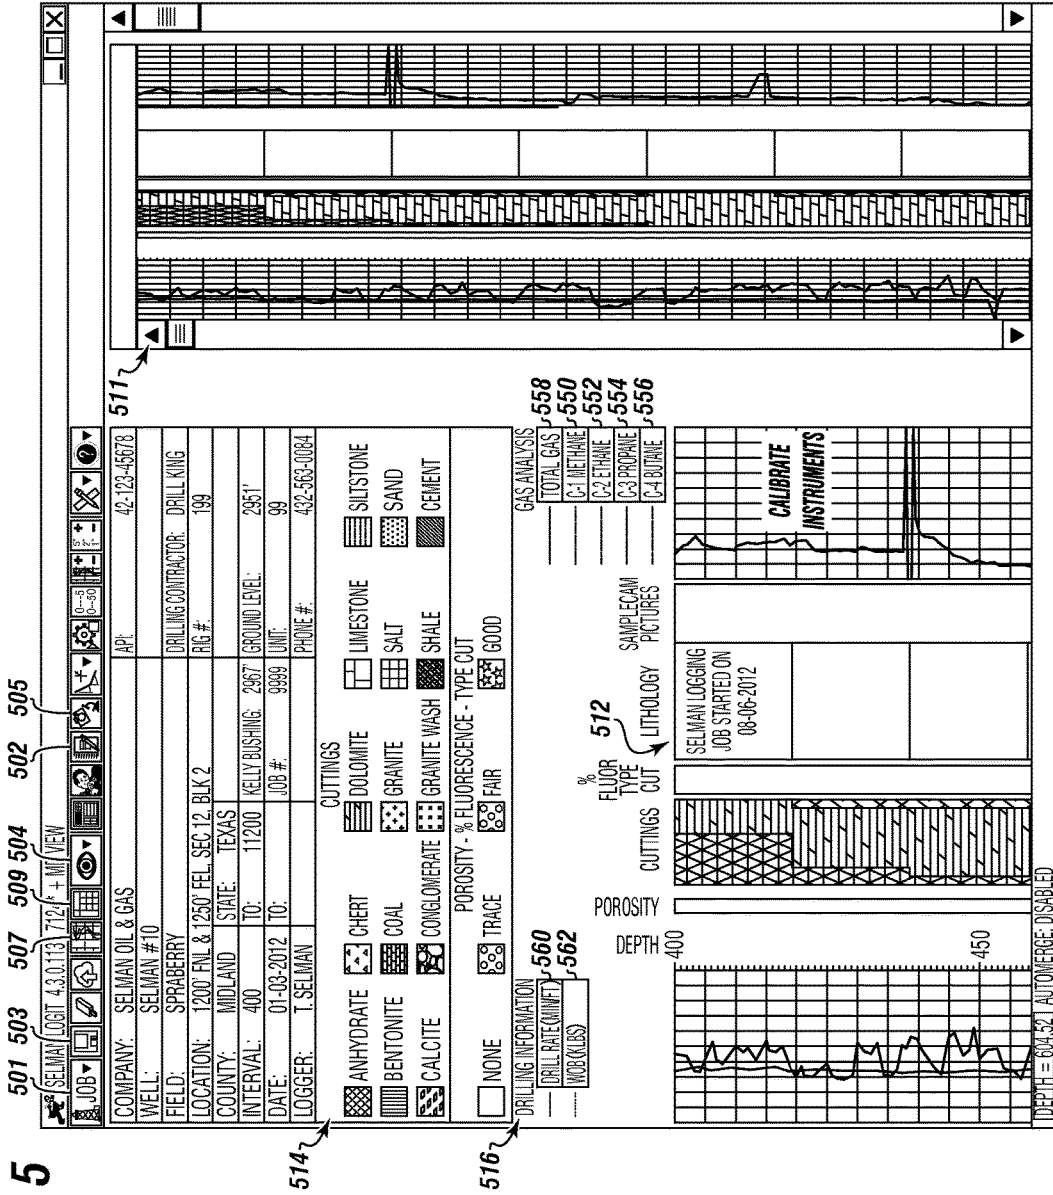 5
501
503
507
509
504
502
505
SELMAN LOGIT 4.3.0.113
VIEW
JOB
5"
2"
1"
0--5
0--50
COMPANY: SELMAN OIL & GAS API: 42-123-45678
WELL: SELMAN #10
FIELD: SPRABERRY DRILLING CONTRACTOR: DRILL KING
LOCATION: 1200' FNL & 1250' FEL, SEC 12, BLK 2 RIG #: 199
COUNTY: MIDLAND STATE: TEXAS
INTERVAL: 400 TO: 11200 KELLY BUSHING: 2967' GROUND LEVEL: 2951'
DATE: 01-03-2012 TO: JOB #: 9999 UNIT: 99
LOGGER: T. SELMAN PHONE #: 432-563-0084
511
514
CUTTINGS
ANHYDRATE CHERT DOLOMITE LIMESTONE SILTSTONE
BENTONITE COAL GRANITE SALT SAND
CALCITE CONGLOMERATE GRANITE WASH SHALE CEMENT
POROSITY - % FLUORESCENCE - TYPE CUT
NONE TRACE FAIR GOOD
516
DRILLING INFORMATION
DRILL RATE(MIN/FT) 560
WOB(KLBS) 562
GAS ANALYSIS
TOTAL GAS 558
C-1 METHANE 550
C-2 ETHANE 552
C-3 PROPANE 554
C-4 BUTANE 556
512
DEPTH
POROSITY
CUTTINGS
% FLUOR TYPE CUT
LITHOLOGY
SAMPLECAM PICTURES
400
450
SELMAN LOGGING
JOB STARTED ON
08-06-2012
CALIBRATE
INSTRUMENTS
DEPTH = 604.52 AUTOMERGE: DISABLED